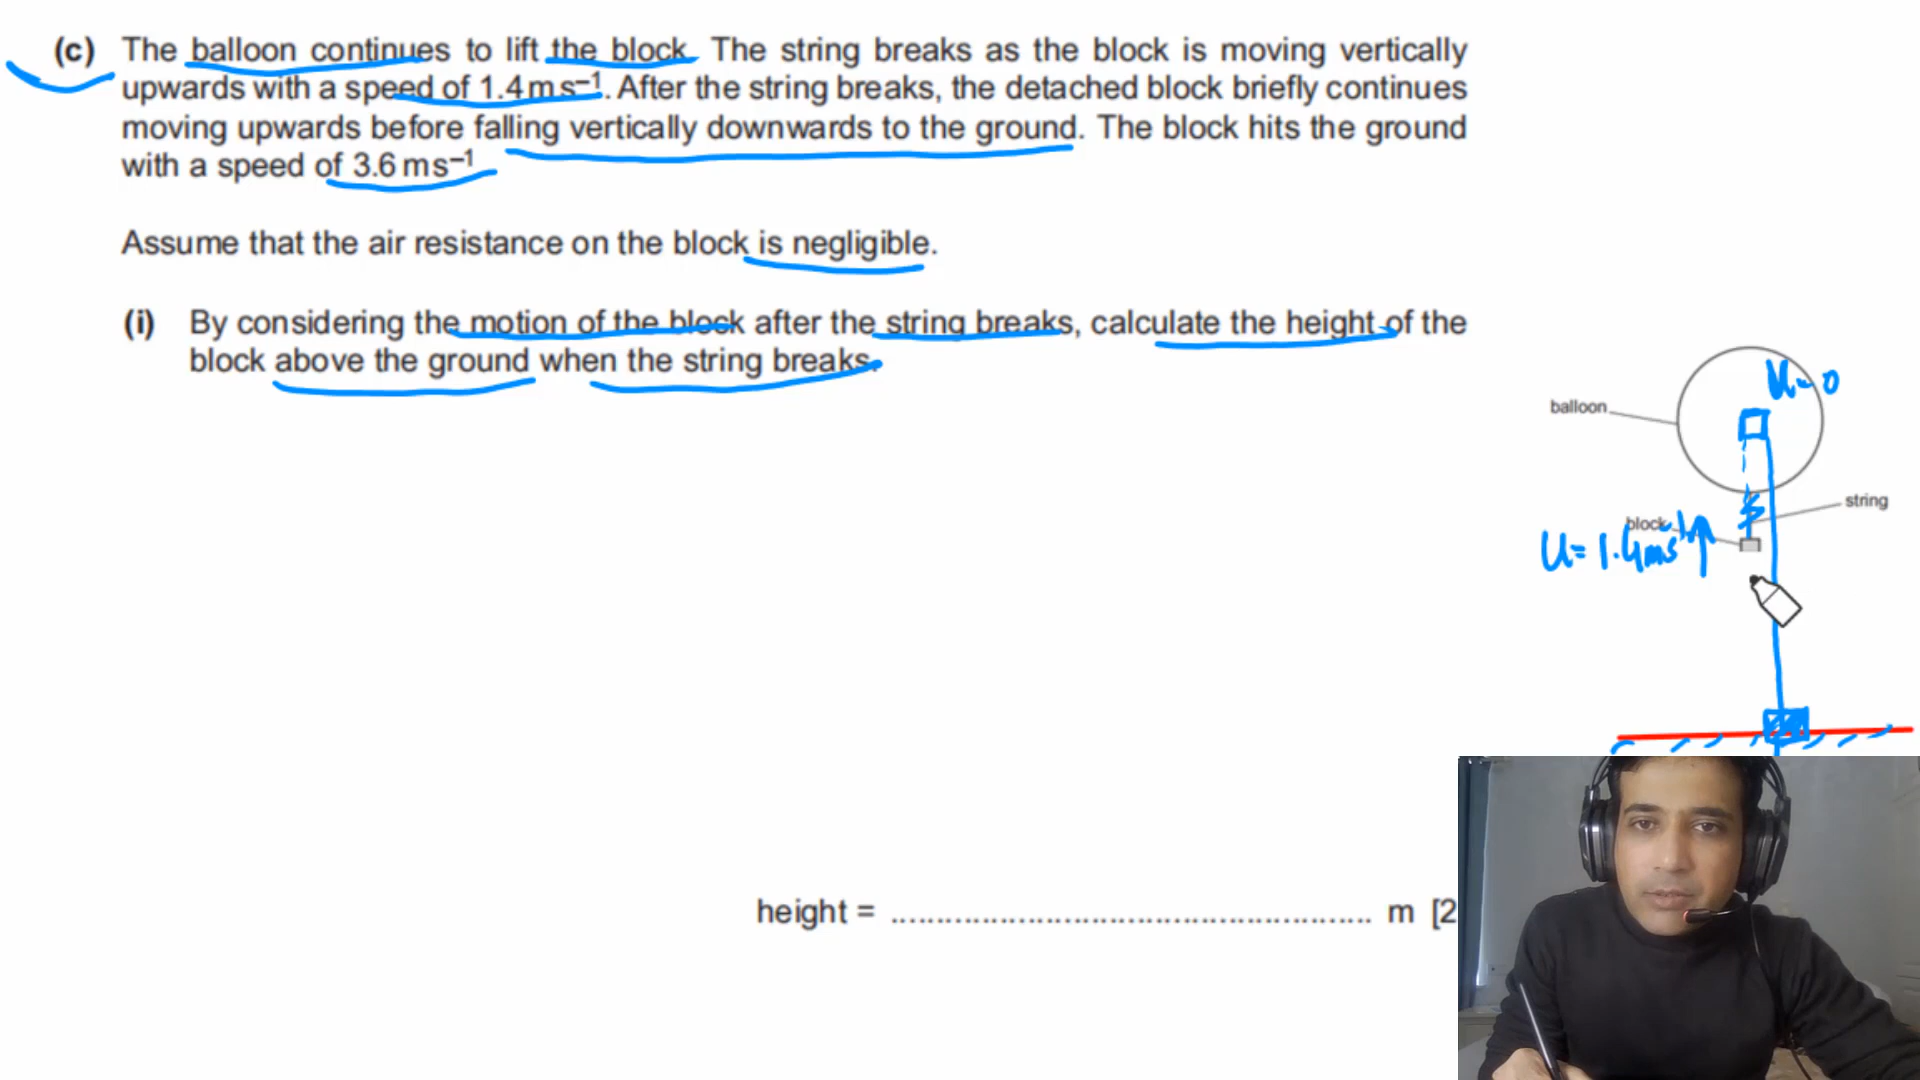 (c) The balloon continues to lift the block. The string breaks as the block is moving vertically
upwards with a speed of 1.4 m s⁻¹. After the string breaks, the detached block briefly continues
moving upwards before falling vertically downwards to the ground. The block hits the ground
with a speed of 3.6 m s⁻¹
Assume that the air resistance on the block is negligible.
(i) By considering the motion of the block after the string breaks, calculate the height of the
block above the ground when the string breaks.
U=0
balloon
string
block
U=1.4ms⁻¹
height = ........................................................ m [2